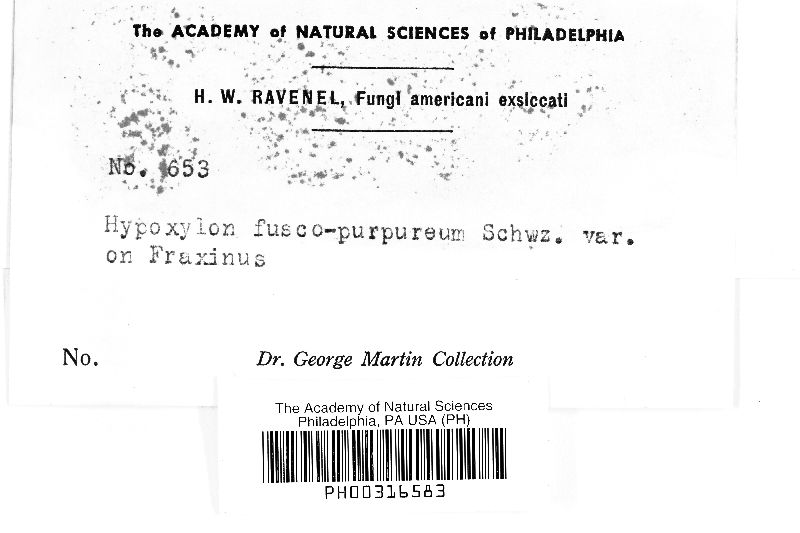 The ACADEMY of NATURAL SCIENCES of PHILADELPHIA
H. W. RAVENEL, Fungi americani exsiccati
No. 653
Hypoxylon fusco-purpureum Schwz. var.
on Fraxinus
No.
Dr. George Martin Collection
The Academy of Natural Sciences
Philadelphia, PA USA (PH)
PH00316583